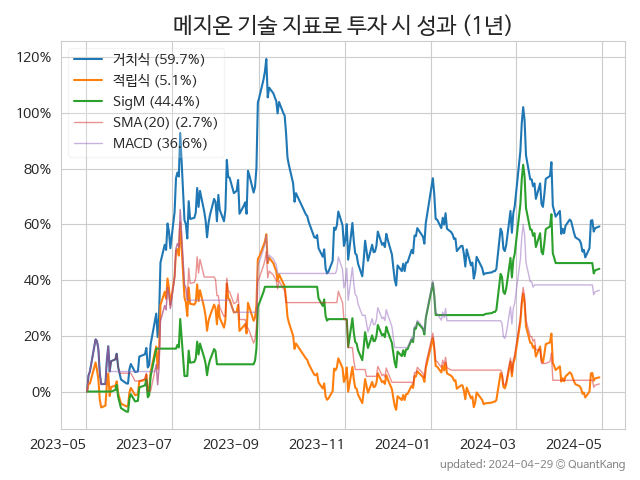 메지온 기술 지표로 투자 시 성과 (1년)
120%
100%
80%
60%
40%
20%
0%
거치식 (59.7%)
적립식 (5.1%)
SigM (44.4%)
SMA(20) (2.7%)
MACD (36.6%)
2023-05
2023-07
2023-09
2023-11
2024-01
2024-03
2024-05
updated: 2024-04-29 ⓒ QuantKang